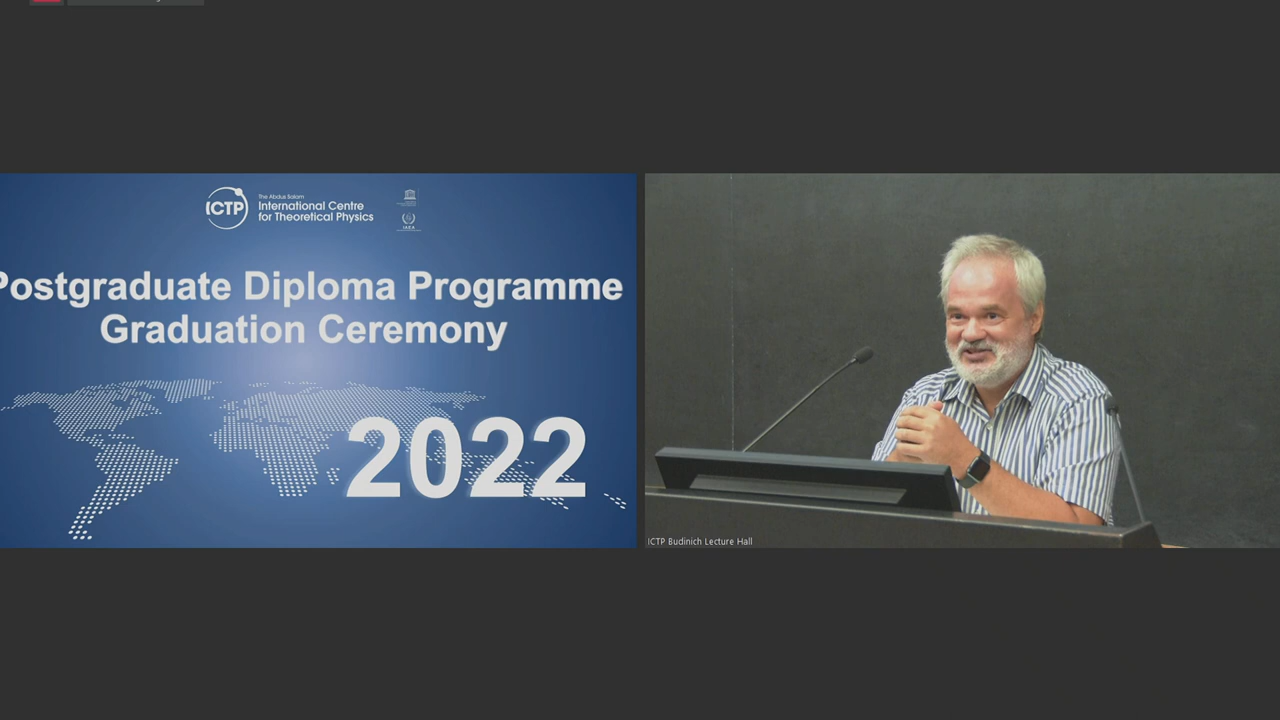 ICTP
The Abdus Salam
International Centre
for Theoretical Physics
IAEA
Postgraduate Diploma Programme
Graduation Ceremony
2022
ICTP Budinich Lecture Hall